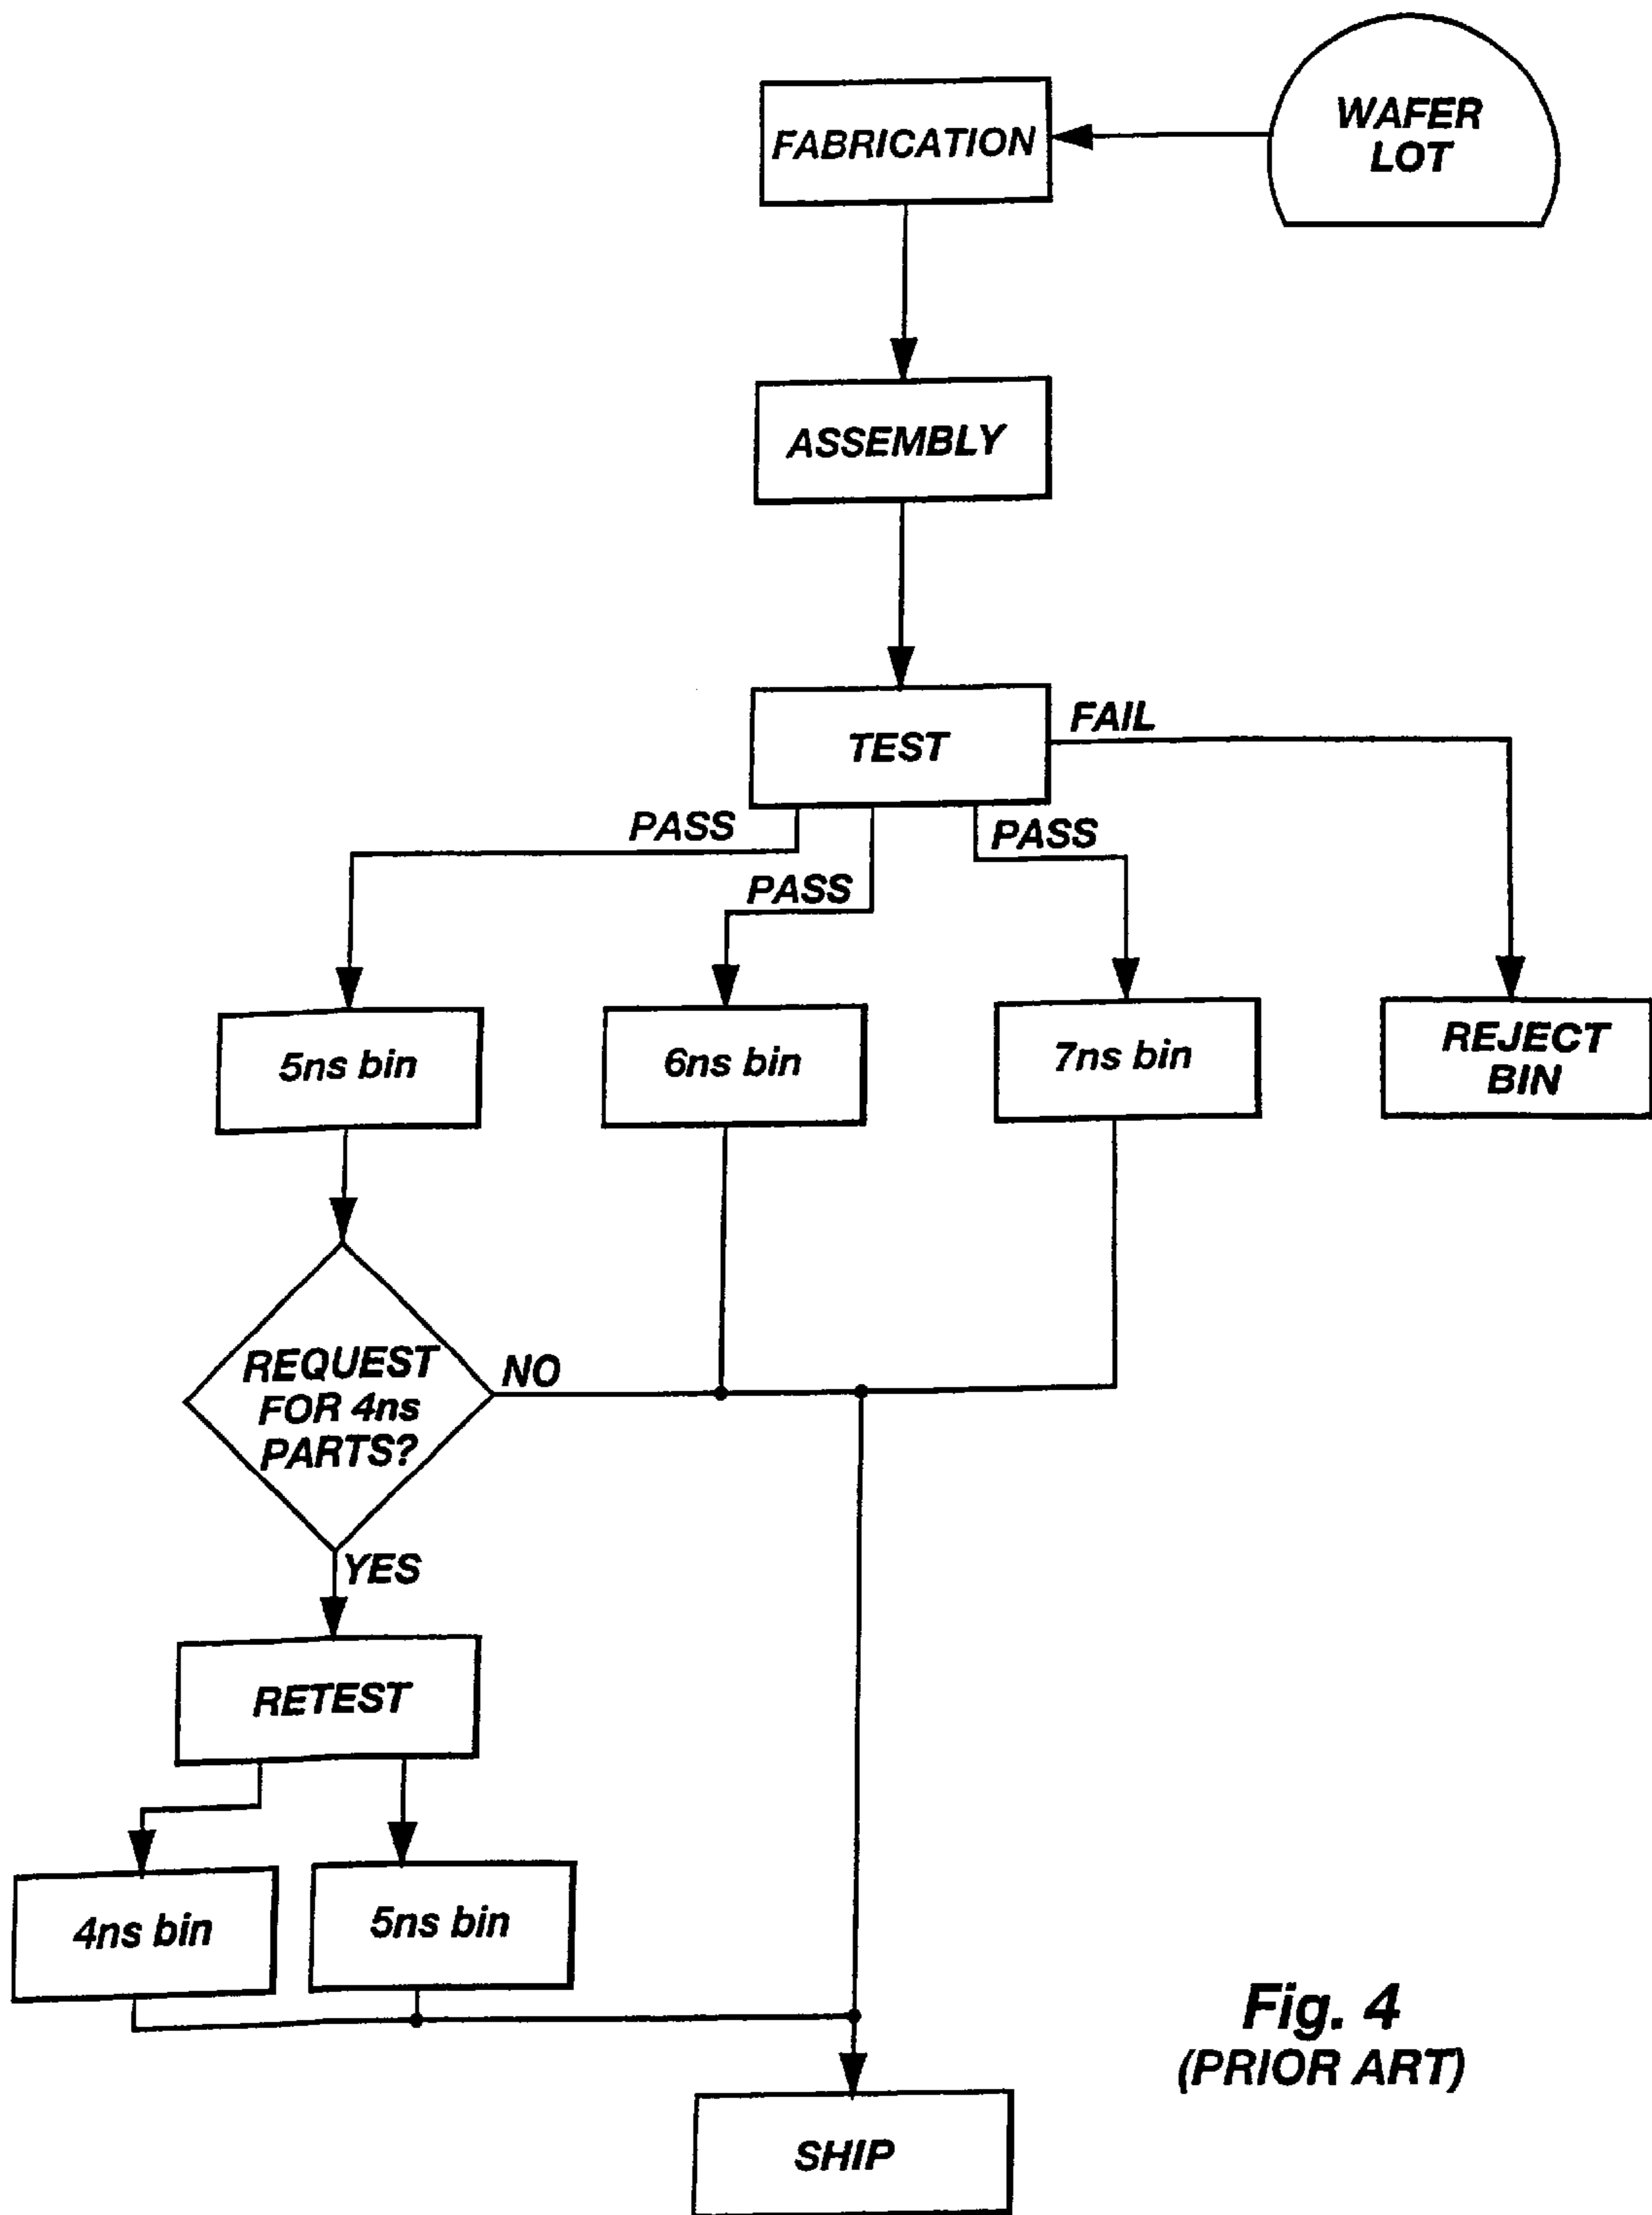 WAFER
LOT
FABRICATION
ASSEMBLY
TEST
FAIL
PASS
PASS
PASS
5ns bin
6ns bin
7ns bin
REJECT
BIN
REQUEST
FOR 4ns
PARTS?
NO
YES
RETEST
4ns bin
5ns bin
Fig. 4
(PRIOR ART)
SHIP